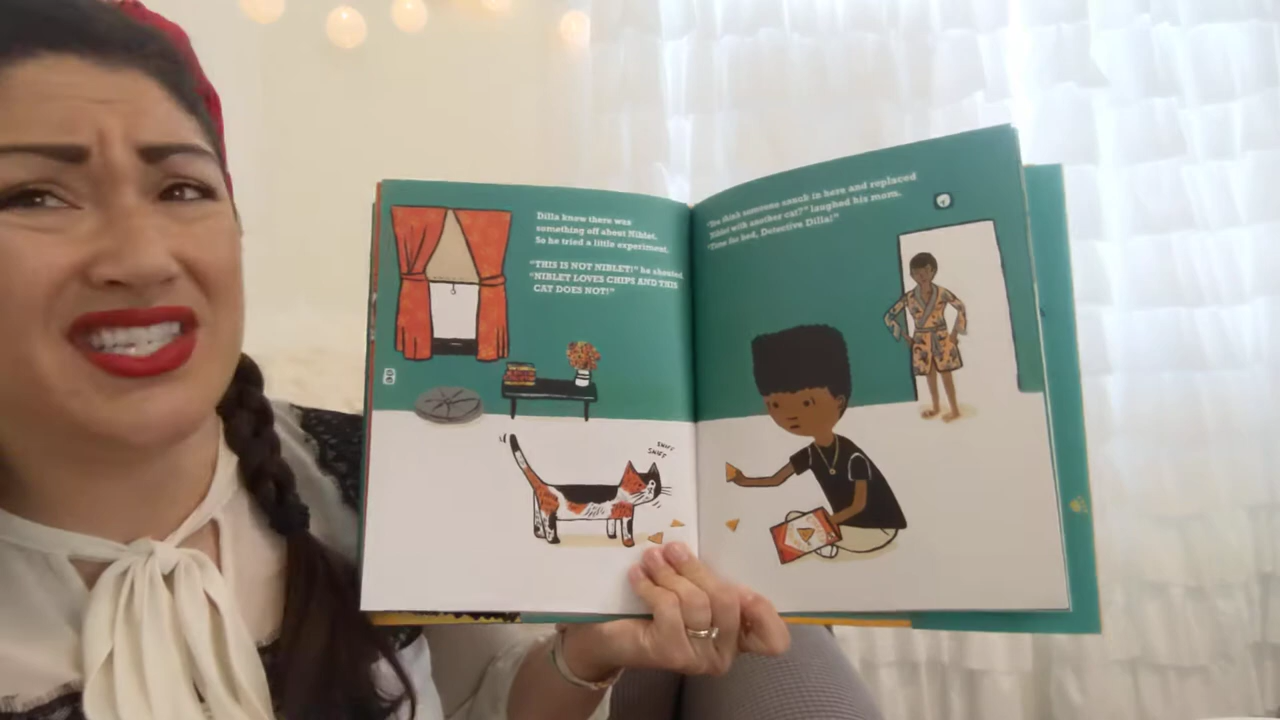 Dilla knew there was
something off about Niblet.
So he tried a little experiment.
"THIS IS NOT NIBLET!" he shouted.
"NIBLET LOVES CHIPS AND THIS
CAT DOES NOT!"
"You think someone snuck in here and replaced
Niblet with another cat?" laughed his mom.
"Time for bed, Detective Dilla!"
SNIFF
SNIFF